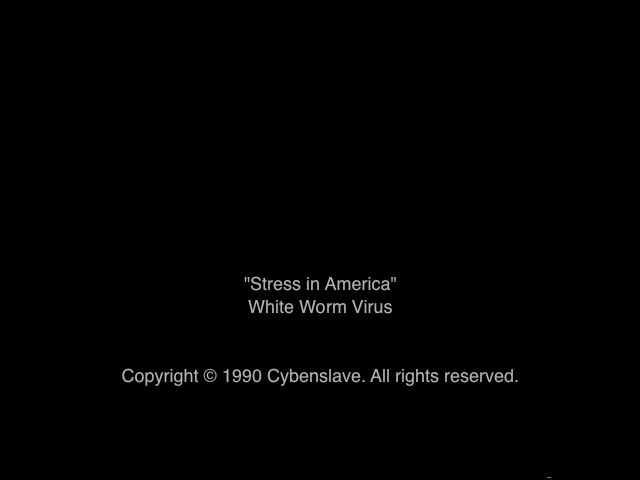 "Stress in America"
White Worm Virus
Copyright © 1990 Cybenslave. All rights reserved.